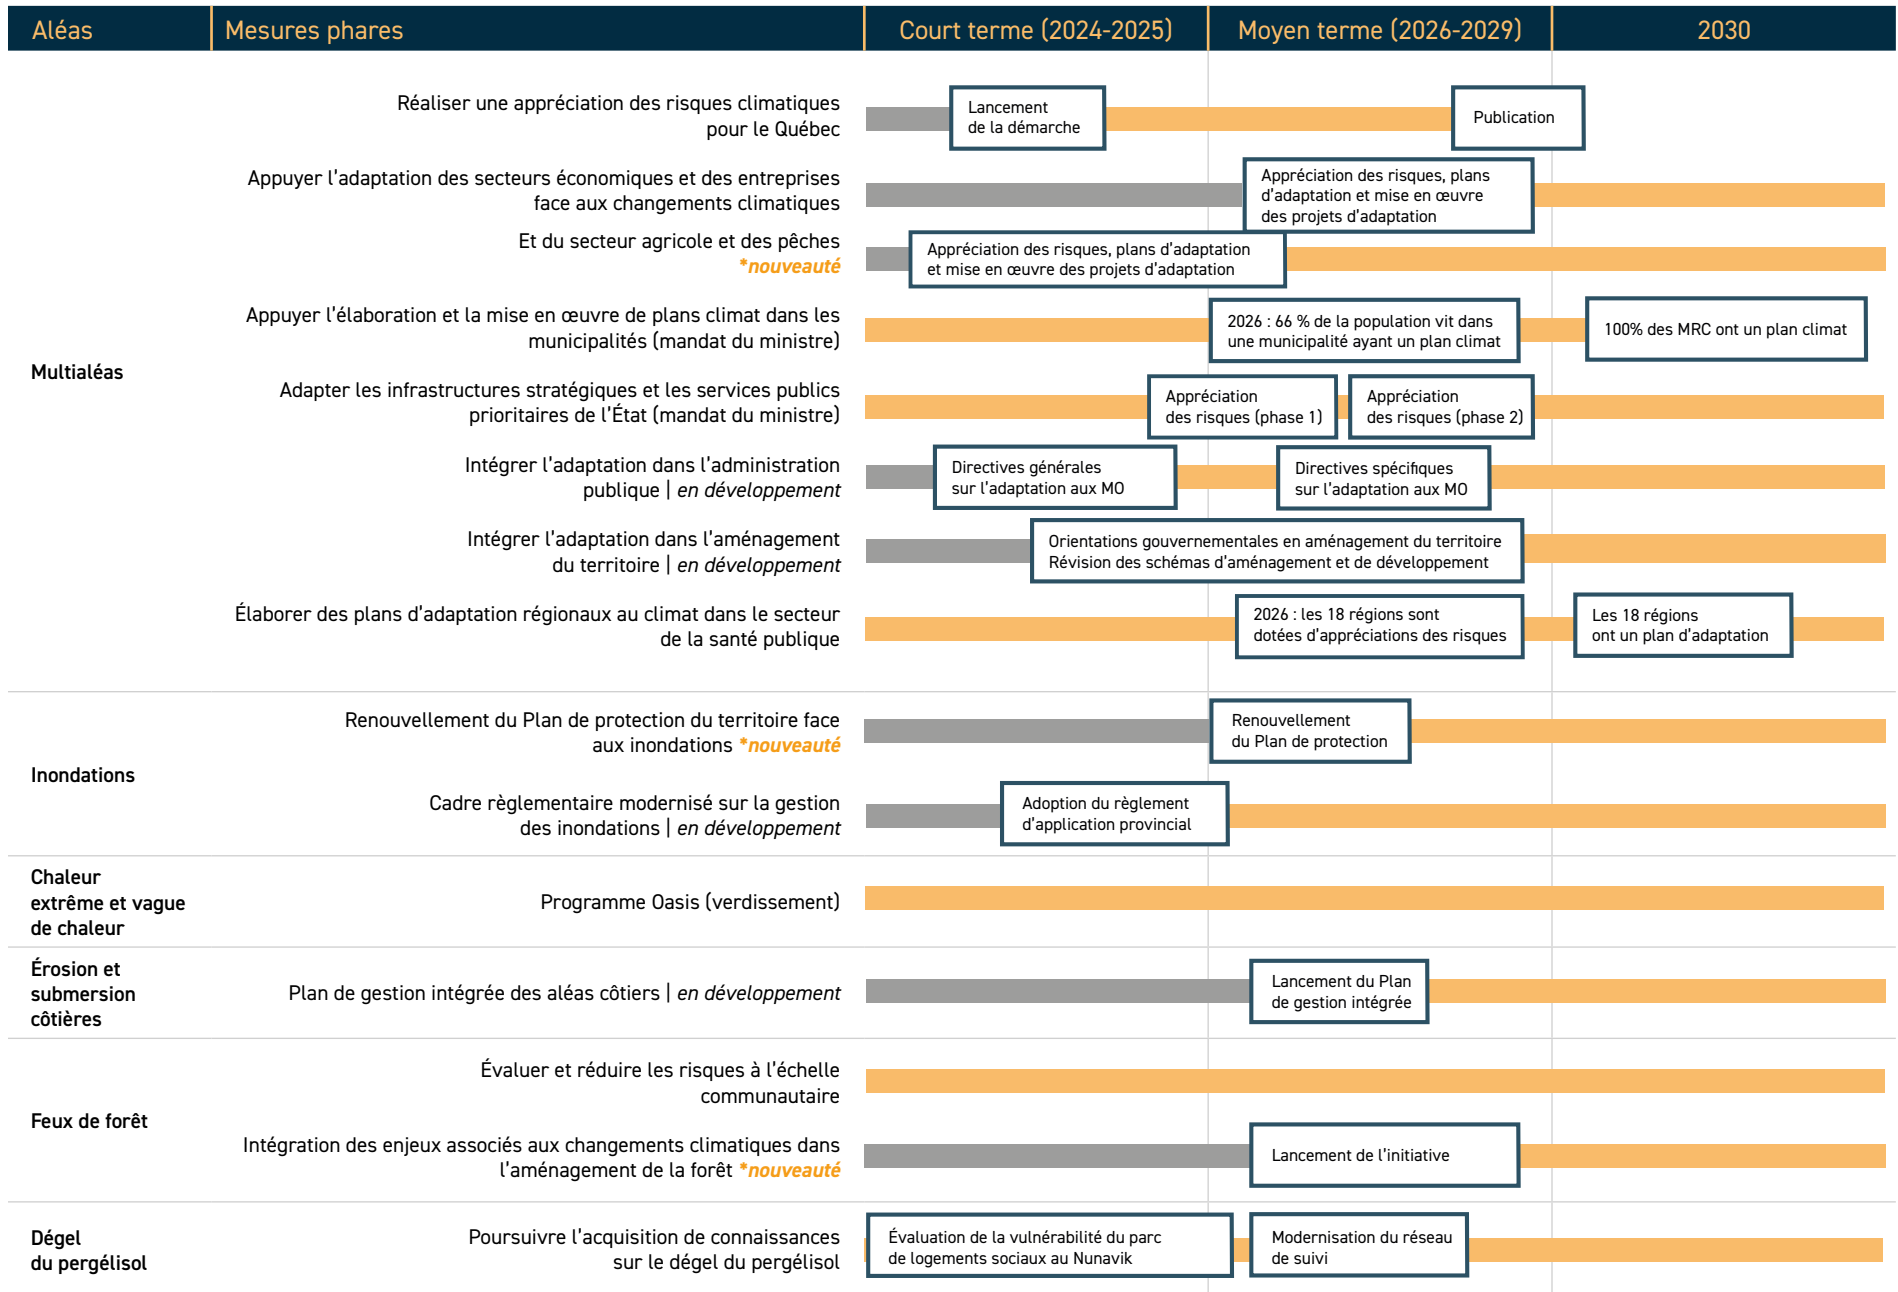 Aléas
Mesures phares
Court terme (2024-2025)
Moyen terme (2026-2029)
2030
Multialéas
Réaliser une appréciation des risques climatiques
pour le Québec
Lancement
de la démarche
Publication
Appuyer l’adaptation des secteurs économiques et des entreprises
face aux changements climatiques
Appréciation des risques, plans
d’adaptation et mise en œuvre
des projets d’adaptation
Et du secteur agricole et des pêches
*nouveauté
Appréciation des risques, plans d’adaptation
et mise en œuvre des projets d’adaptation
Appuyer l’élaboration et la mise en œuvre de plans climat dans les
municipalités (mandat du ministre)
2026 : 66 % de la population vit dans
une municipalité ayant un plan climat
100% des MRC ont un plan climat
Adapter les infrastructures stratégiques et les services publics
prioritaires de l’État (mandat du ministre)
Appréciation
des risques (phase 1)
Appréciation
des risques (phase 2)
Intégrer l’adaptation dans l’administration
publique | en développement
Directives générales
sur l’adaptation aux MO
Directives spécifiques
sur l’adaptation aux MO
Intégrer l’adaptation dans l’aménagement
du territoire | en développement
Orientations gouvernementales en aménagement du territoire
Révision des schémas d’aménagement et de développement
Élaborer des plans d’adaptation régionaux au climat dans le secteur
de la santé publique
2026 : les 18 régions sont
dotées d’appréciations des risques
Les 18 régions
ont un plan d’adaptation
Inondations
Renouvellement du Plan de protection du territoire face
aux inondations *nouveauté
Renouvellement
du Plan de protection
Cadre règlementaire modernisé sur la gestion
des inondations | en développement
Adoption du règlement
d’application provincial
Chaleur
extrême et vague
de chaleur
Programme Oasis (verdissement)
Érosion et
submersion
côtières
Plan de gestion intégrée des aléas côtiers | en développement
Lancement du Plan
de gestion intégrée
Feux de forêt
Évaluer et réduire les risques à l’échelle
communautaire
Intégration des enjeux associés aux changements climatiques dans
l’aménagement de la forêt *nouveauté
Lancement de l’initiative
Dégel
du pergélisol
Poursuivre l’acquisition de connaissances
sur le dégel du pergélisol
Évaluation de la vulnérabilité du parc
de logements sociaux au Nunavik
Modernisation du réseau
de suivi